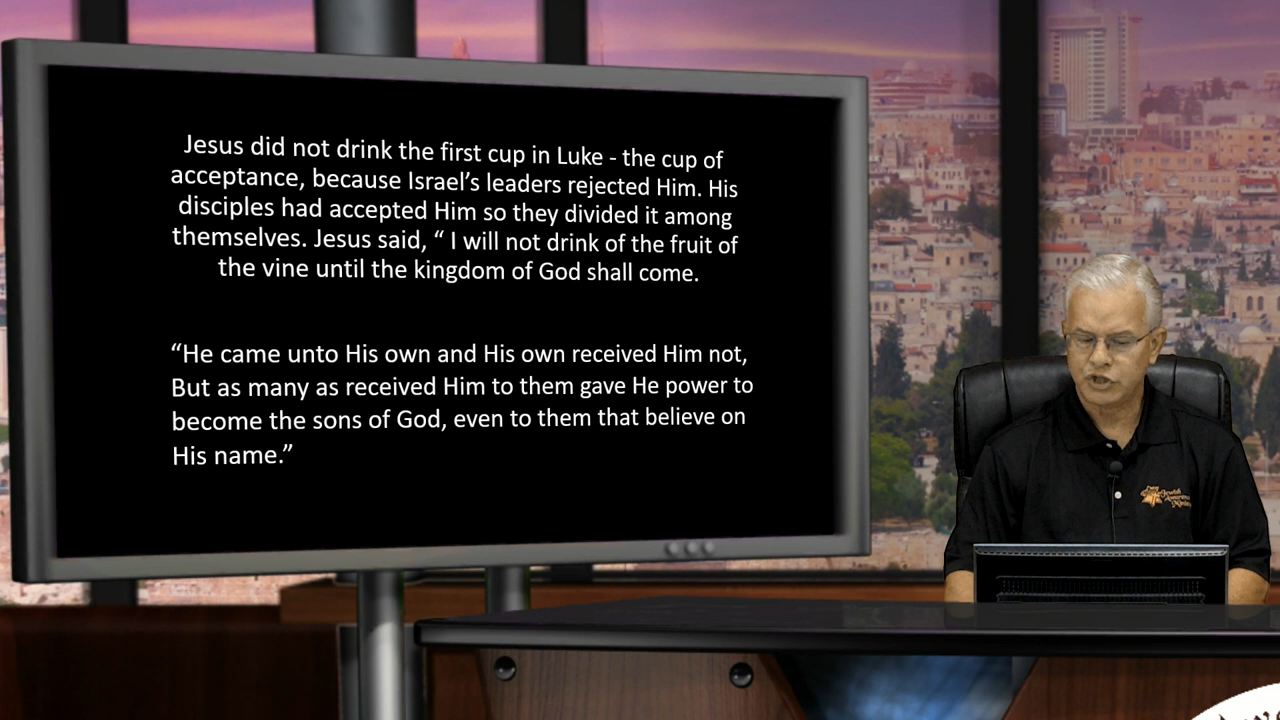 Jesus did not drink the first cup in Luke - the cup of
acceptance, because Israel’s leaders rejected Him. His
disciples had accepted Him so they divided it among
themselves. Jesus said, “ I will not drink of the fruit of
the vine until the kingdom of God shall come.
“He came unto His own and His own received Him not,
But as many as received Him to them gave He power to
become the sons of God, even to them that believe on
His name.”
Jewish
Awareness